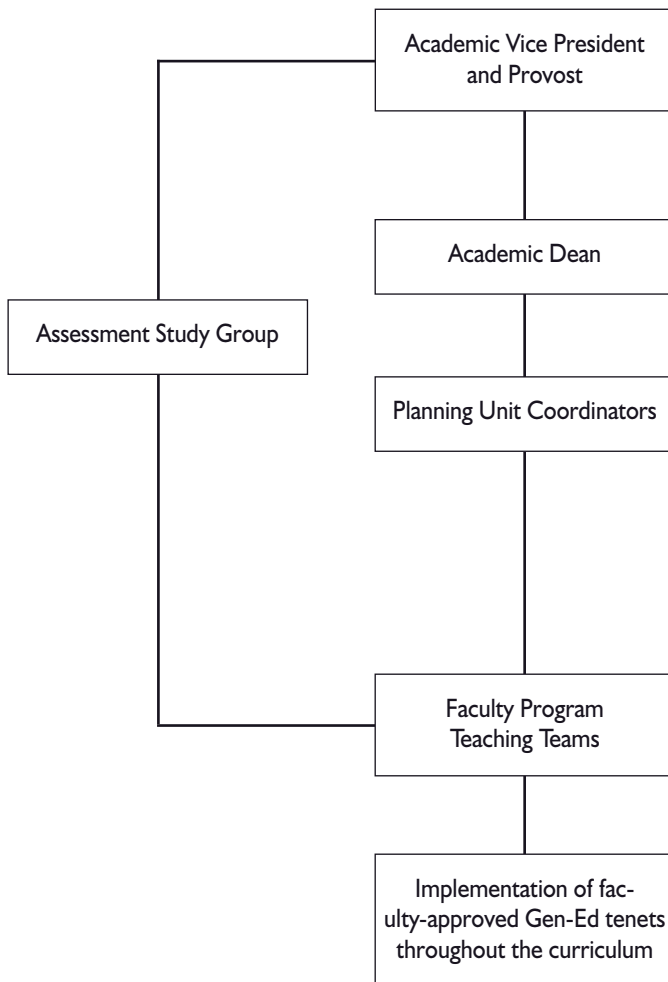 Academic Vice President
and Provost
Academic Dean
Assessment Study Group
Planning Unit Coordinators
Faculty Program
Teaching Teams
Implementation of fac-
ulty-approved Gen-Ed tenets
throughout the curriculum